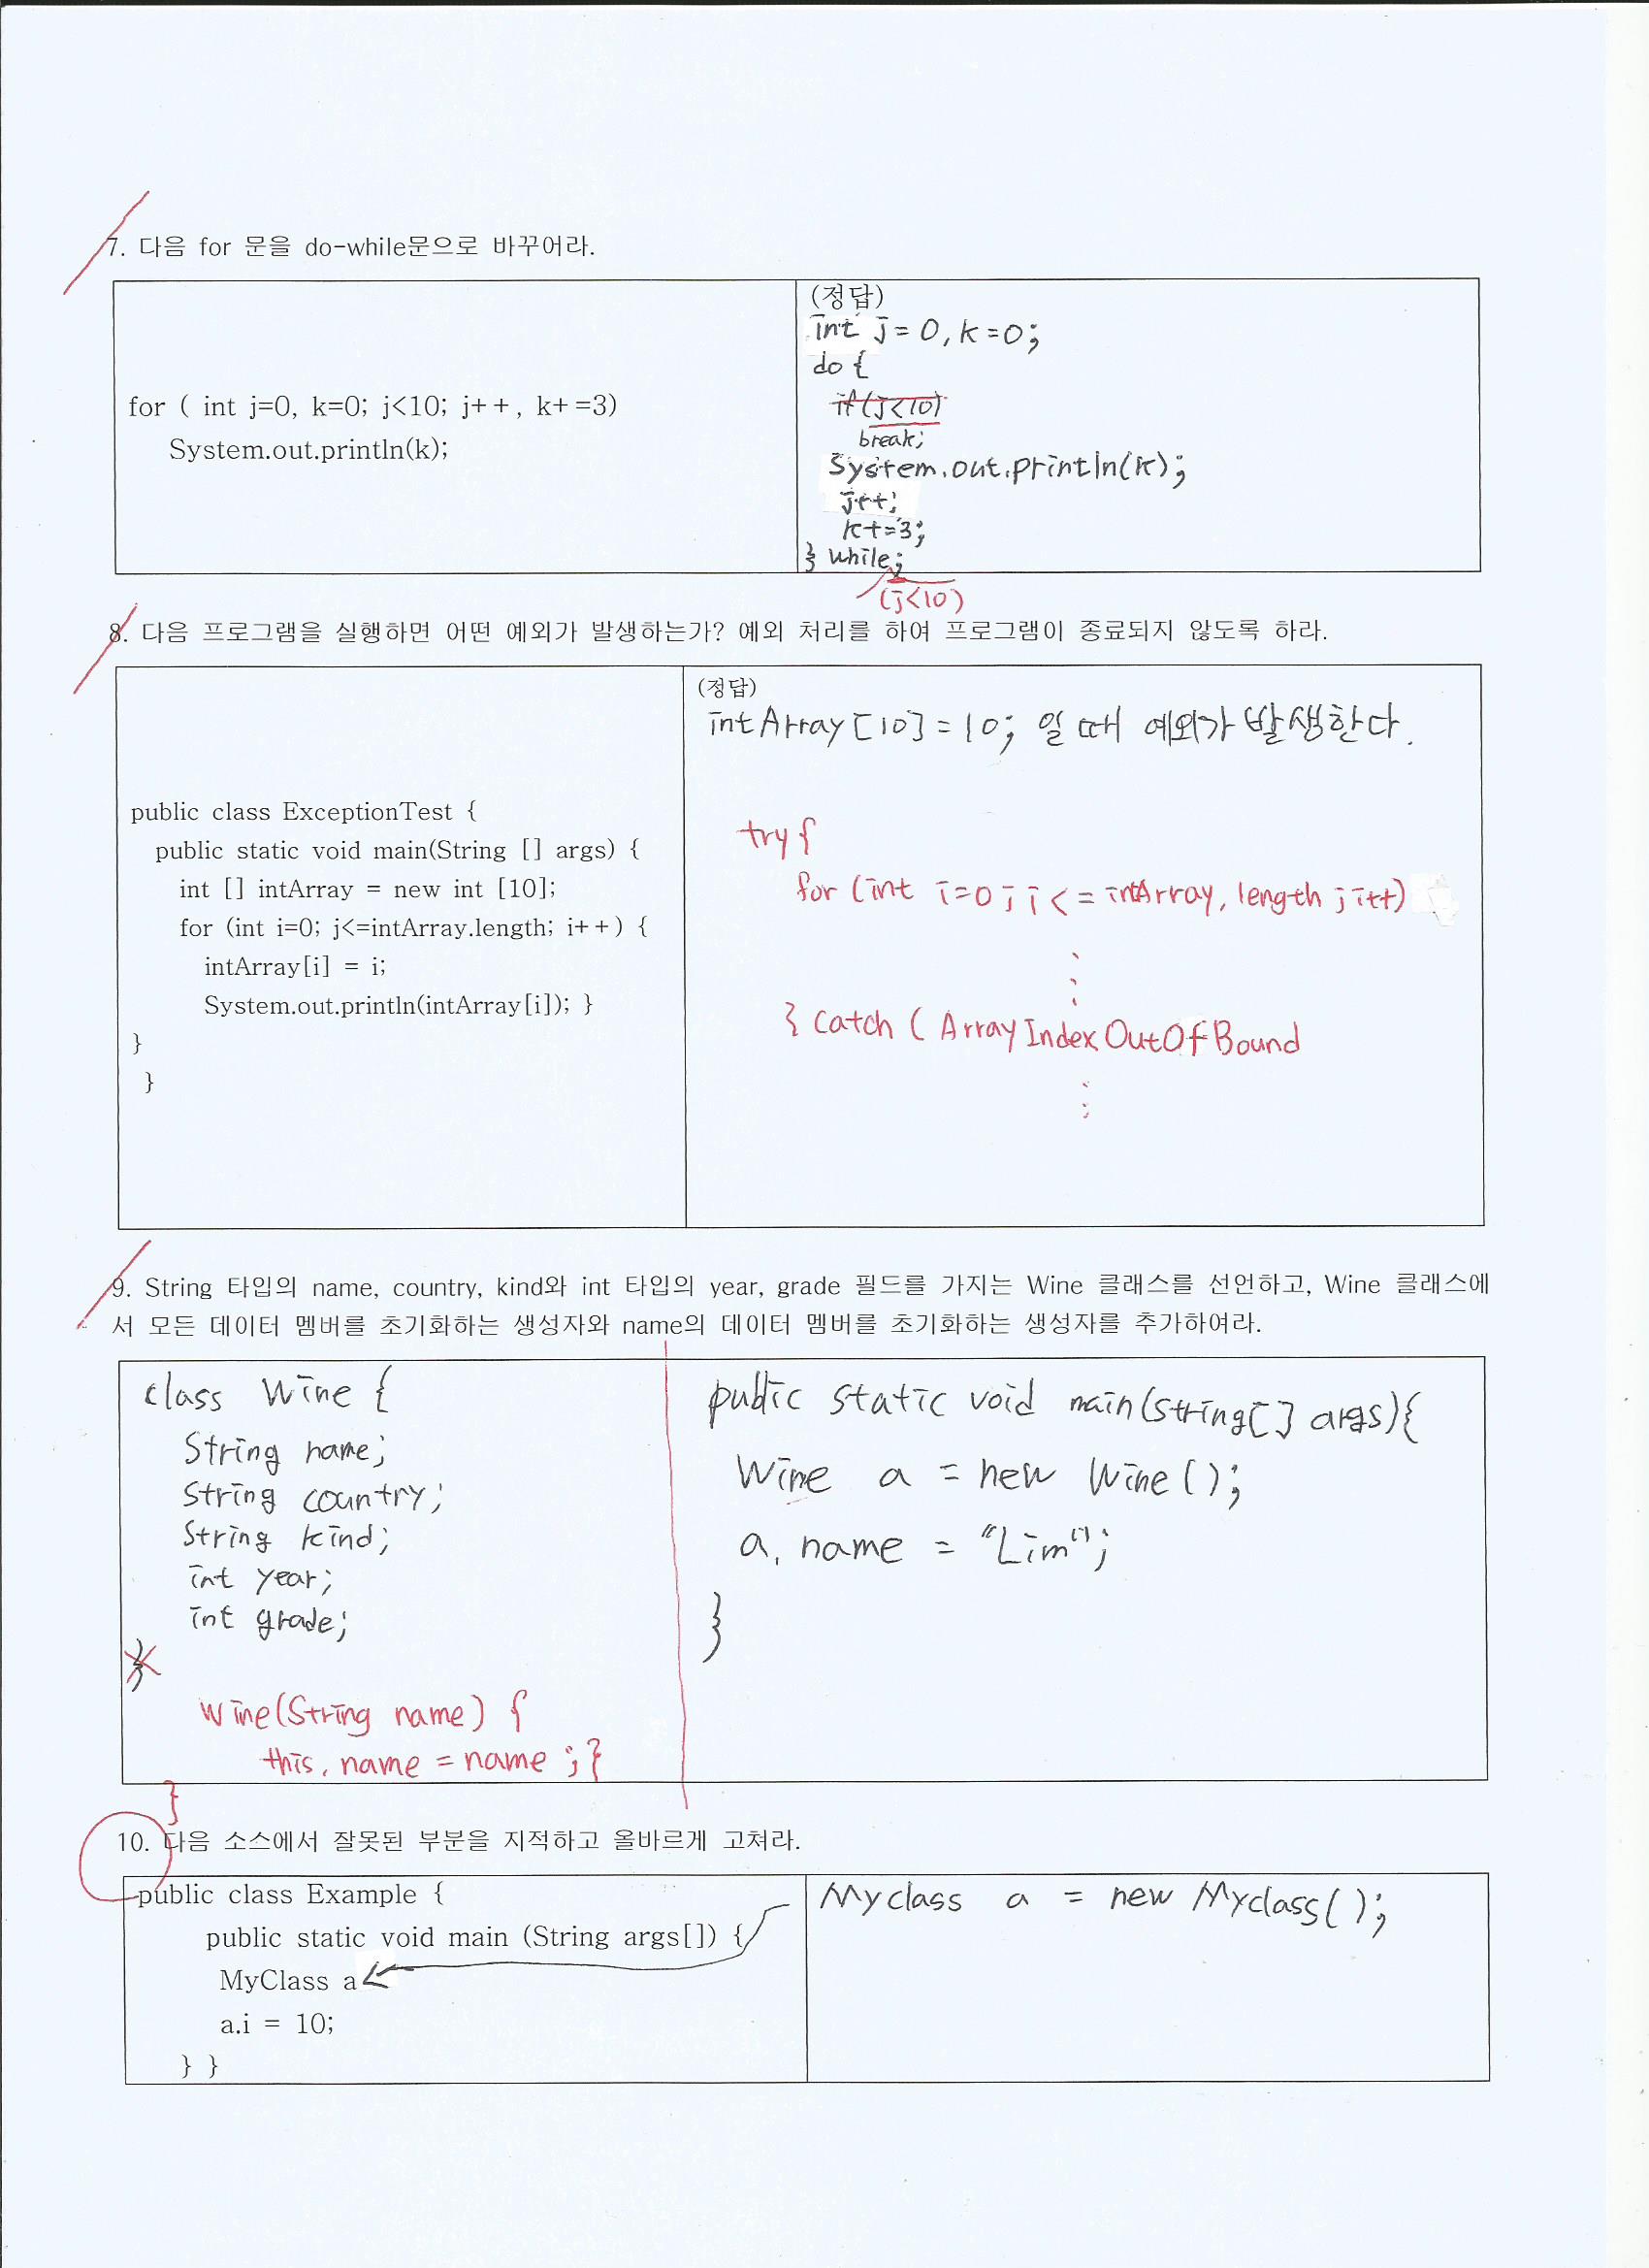 7. 다음 for 문을 do-while문으로 바꾸어라.
for ( int j=0, k=0; j<10; j++, k+=3)
System.out.println(k);
(정답)
int j=0, k=0;
do {
if(j<10)
break;
System.out.println(k);
j++;
k+=3;
} while;
(j<10)
8. 다음 프로그램을 실행하면 어떤 예외가 발생하는가? 예외 처리를 하여 프로그램이 종료되지 않도록 하라.
public class ExceptionTest {
public static void main(String [] args) {
int [] intArray = new int [10];
for (int i=0; j<=intArray.length; i++) {
intArray[i] = i;
System.out.println(intArray[i]); }
}
}
(정답)
intArray[10]=10; 일 때 예외가 발생한다.
try {
for (int i=0; i<=intArray.length; i++)
} catch ( ArrayIndexOutOfBound
9. String 타입의 name, country, kind와 int 타입의 year, grade 필드를 가지는 Wine 클래스를 선언하고, Wine 클래스에
서 모든 데이터 멤버를 초기화하는 생성자와 name의 데이터 멤버를 초기화하는 생성자를 추가하여라.
class Wine {
String name;
String country;
String kind;
int year;
int grade;
}
Wine(String name) {
this.name = name ; }
}
public static void main(String[] args){
Wine a = new Wine();
a.name = "Lim";
}
10. 다음 소스에서 잘못된 부분을 지적하고 올바르게 고쳐라.
public class Example {
public static void main (String args[]) {
MyClass a
a.i = 10;
} }
Myclass a = new Myclass();